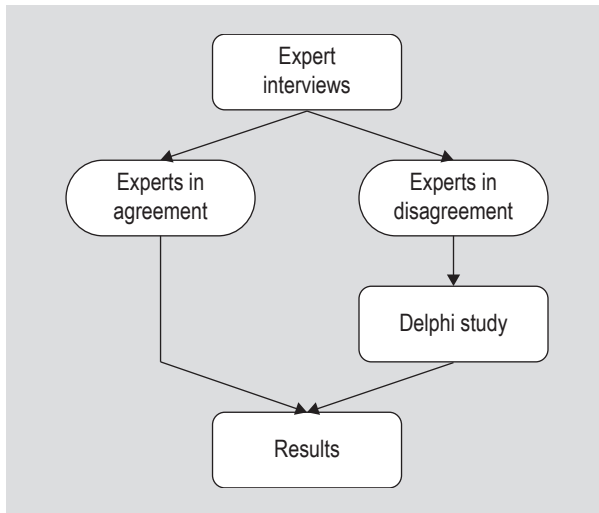 Expert
interviews
Experts in
agreement
Experts in
disagreement
Delphi study
Results